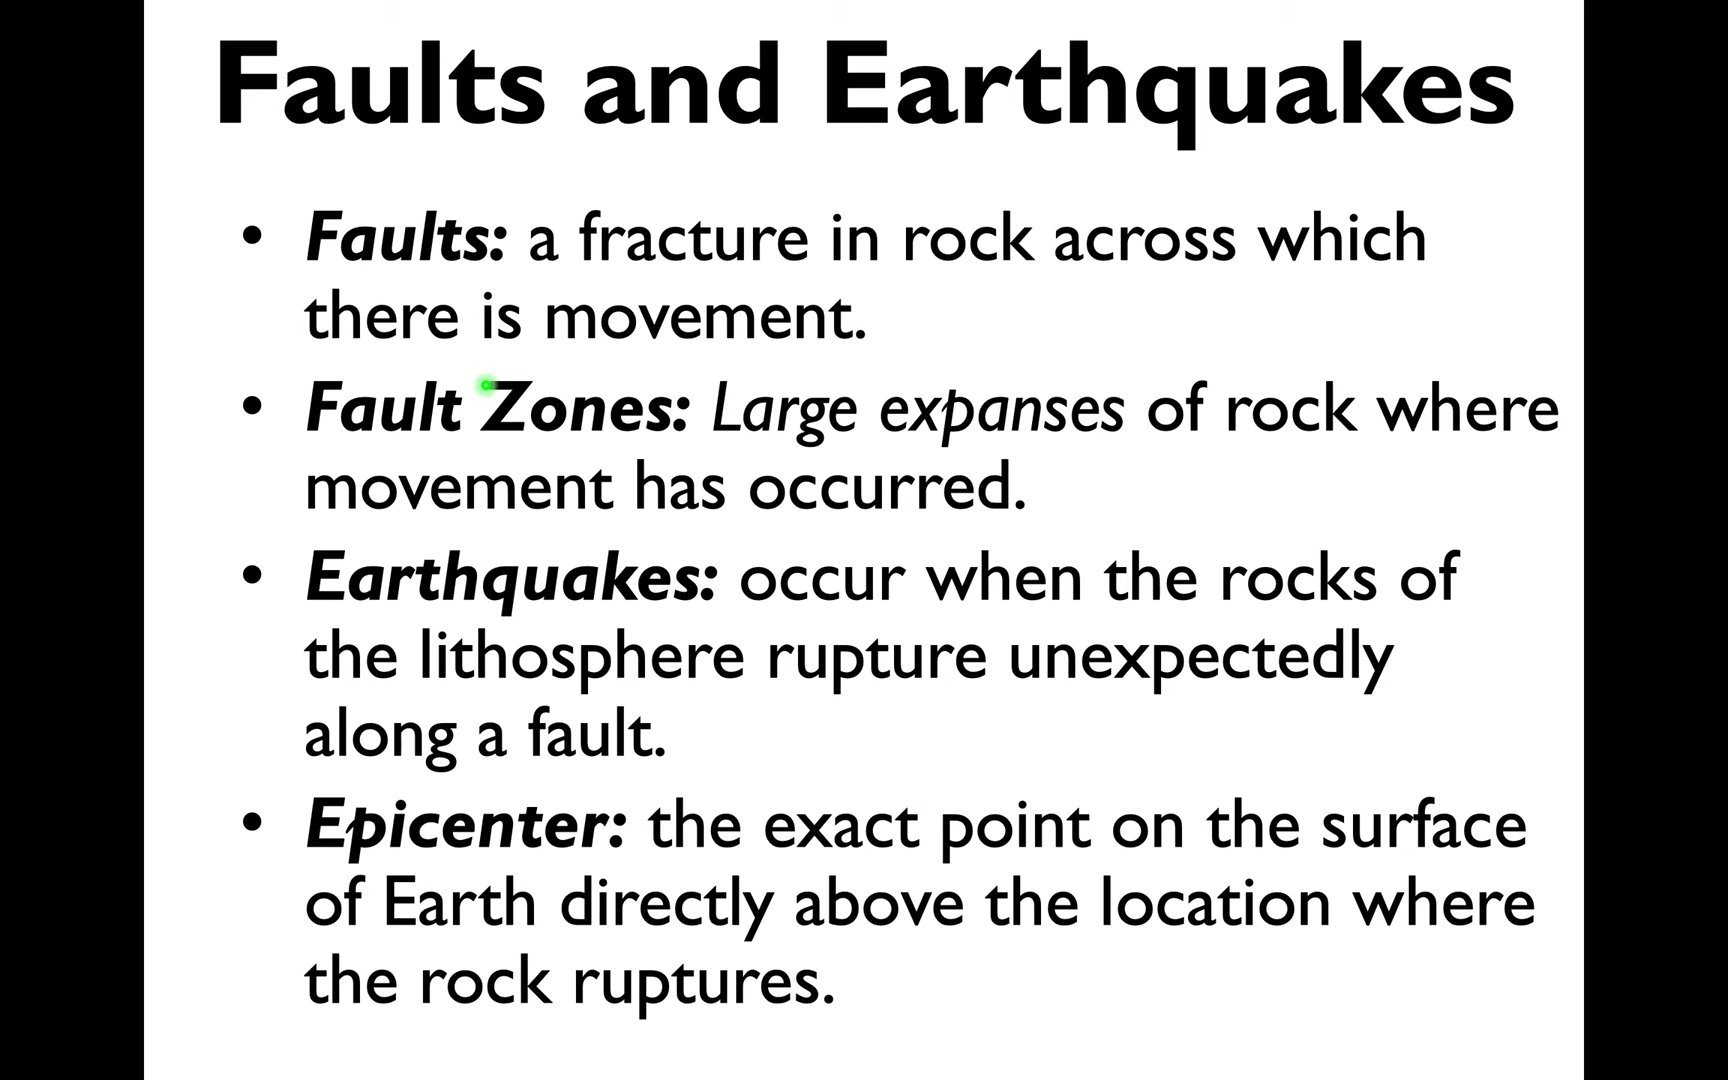 Faults and Earthquakes
• Faults: a fracture in rock across which
there is movement.
• Fault Zones: Large expanses of rock where
movement has occurred.
• Earthquakes: occur when the rocks of
the lithosphere rupture unexpectedly
along a fault.
• Epicenter: the exact point on the surface
of Earth directly above the location where
the rock ruptures.